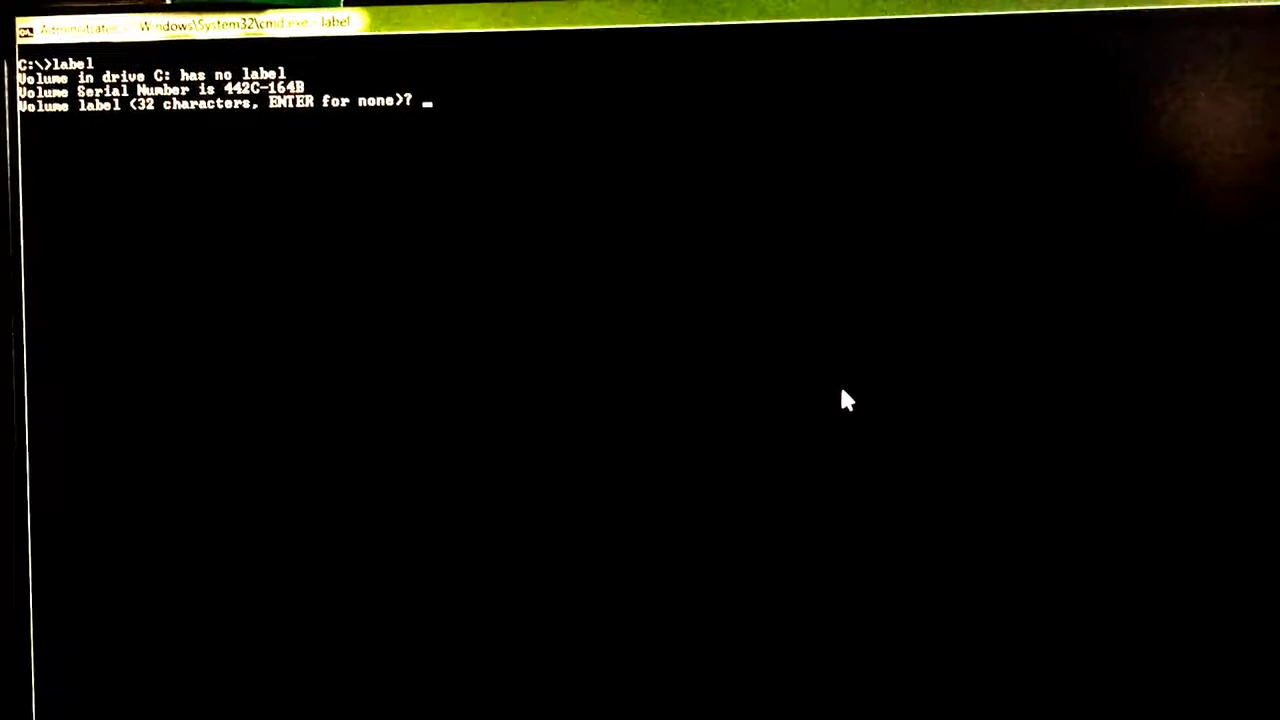 Administrator: C:\Windows\System32\cmd.exe - label
C:\>label
Volume in drive C: has no label
Volume Serial Number is 442C-164B
Volume label (32 characters, ENTER for none)? _